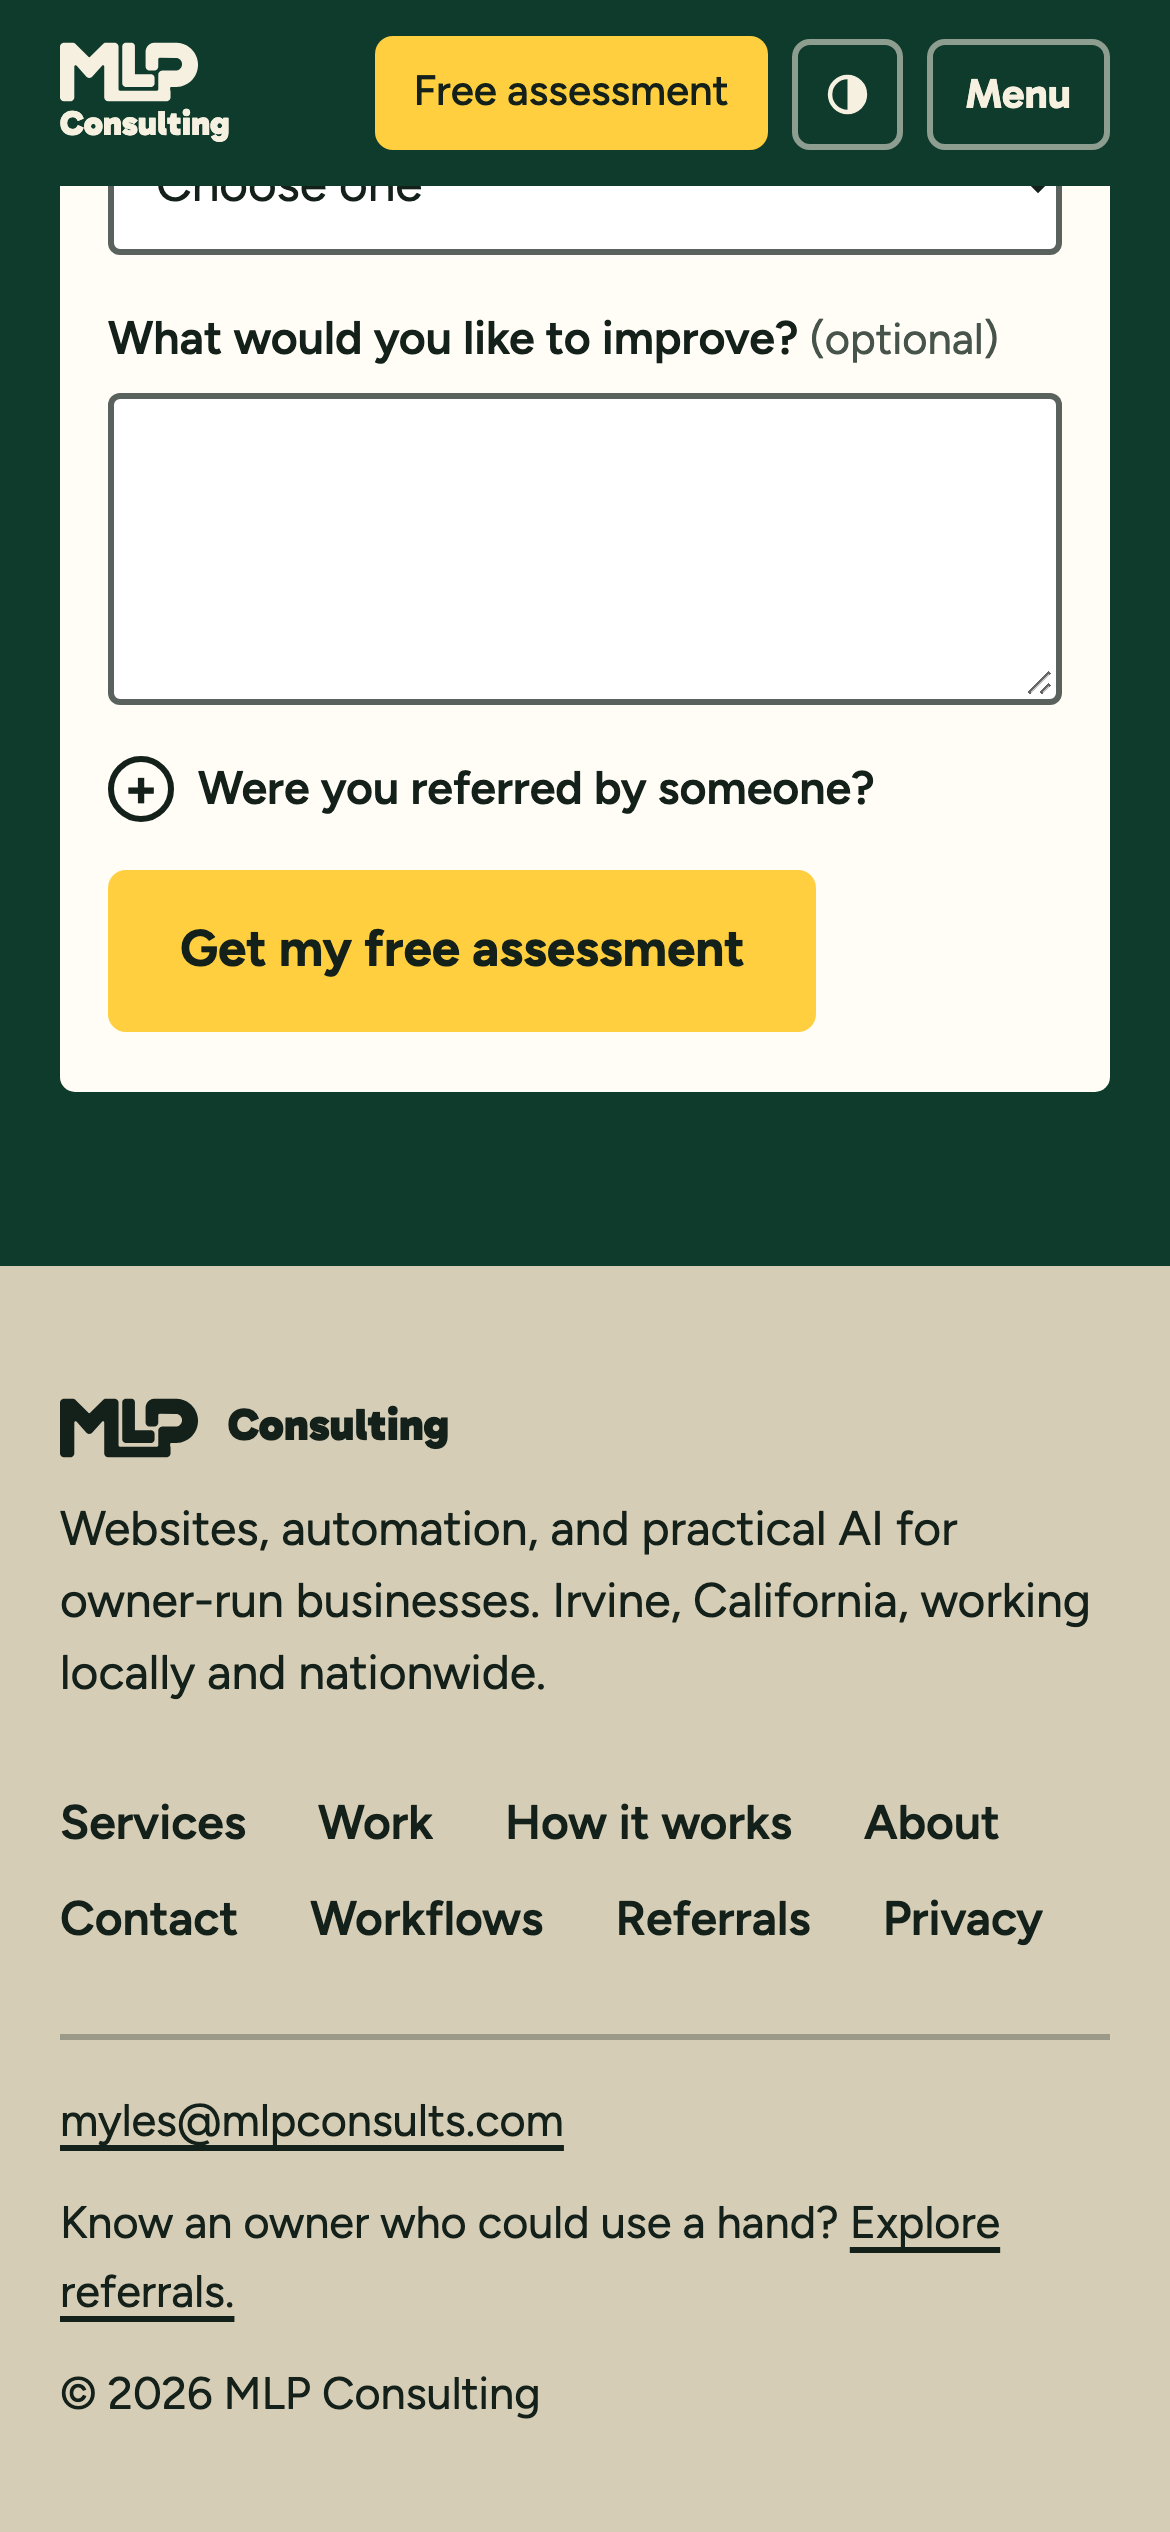 MLP
Consulting
Free assessment
Menu
Choose one
What would you like to improve? (optional)
Were you referred by someone?
Get my free assessment
MLP Consulting
Websites, automation, and practical AI for
owner-run businesses. Irvine, California, working
locally and nationwide.
Services Work How it works About
Contact Workflows Referrals Privacy
myles@mlpconsults.com
Know an owner who could use a hand? Explore
referrals.
© 2026 MLP Consulting